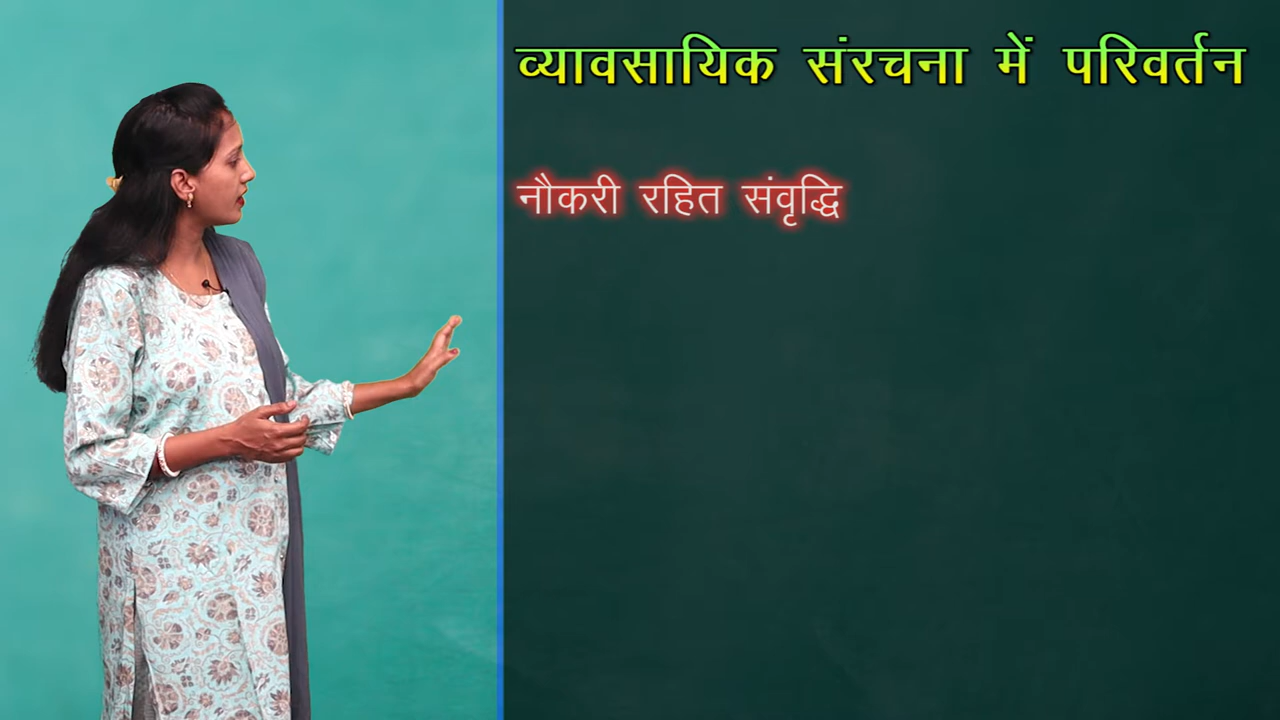 व्यावसायिक संरचना में परिवर्तन
नौकरी रहित संवृद्धि